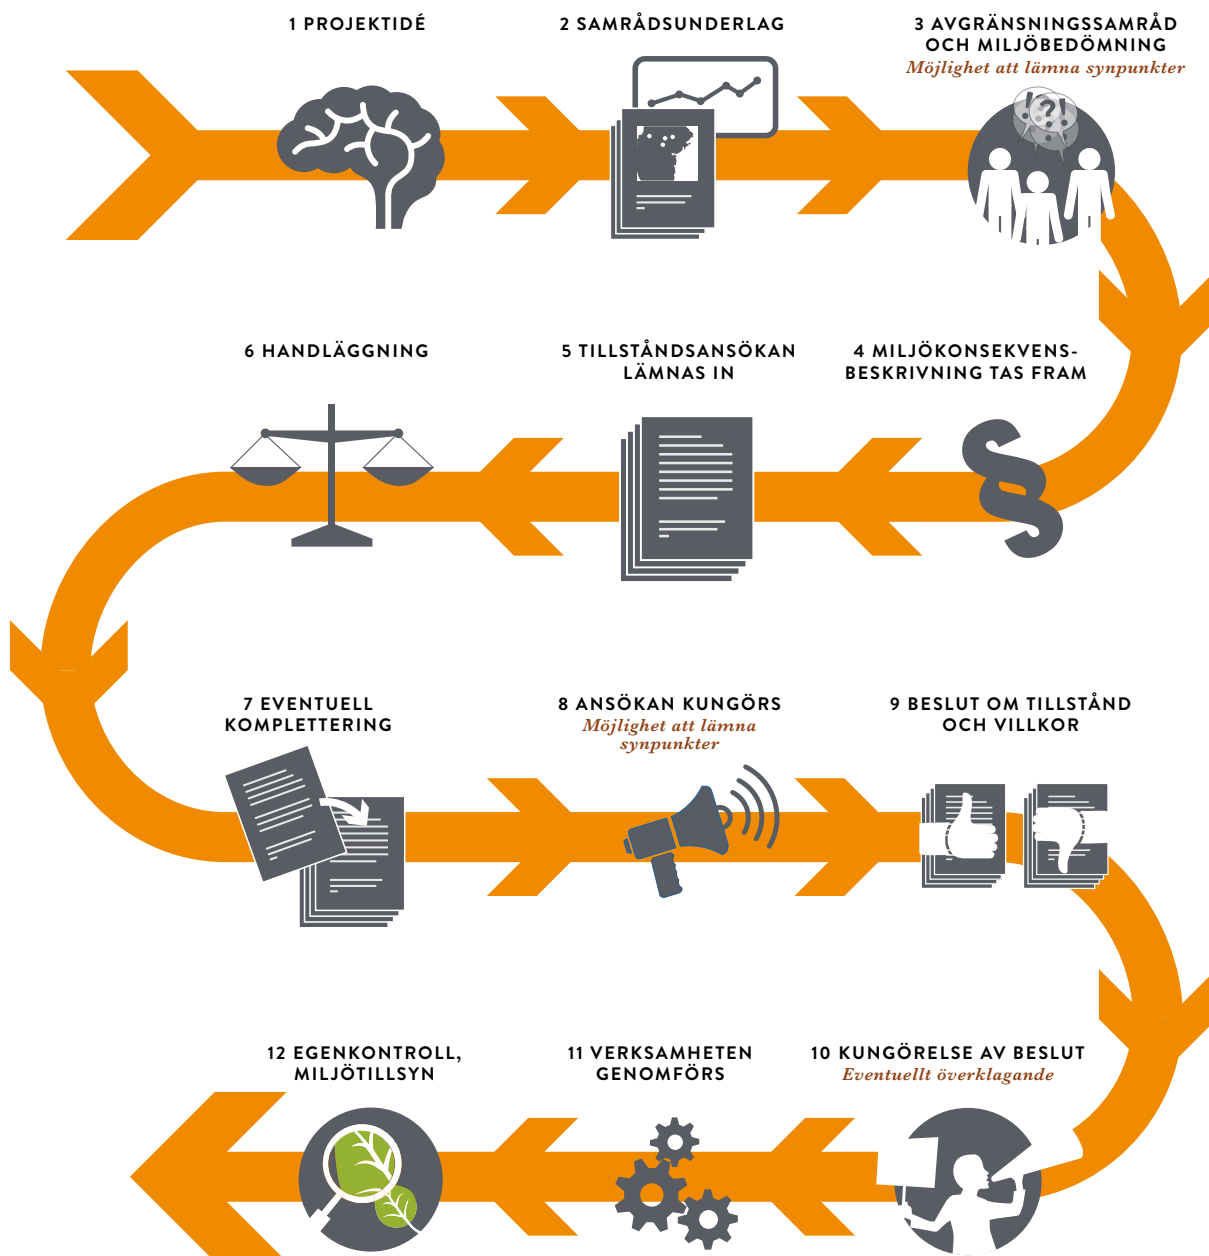 1 PROJEKTIDÉ
2 SAMRÅDSUNDERLAG
3 AVGRÄNSNINGSSAMRÅD
OCH MILJÖBEDÖMNING
Möjlighet att lämna synpunkter
!?!
6 HANDLÄGGNING
5 TILLSTÅNDSANSÖKAN
LÄMNAS IN
4 MILJÖKONSEKVENS-
BESKRIVNING TAS FRAM
§
7 EVENTUELL
KOMPLETTERING
8 ANSÖKAN KUNGÖRS
Möjlighet att lämna
synpunkter
9 BESLUT OM TILLSTÅND
OCH VILLKOR
12 EGENKONTROLL,
MILJÖTILLSYN
11 VERKSAMHETEN
GENOMFÖRS
10 KUNGÖRELSE AV BESLUT
Eventuellt överklagande